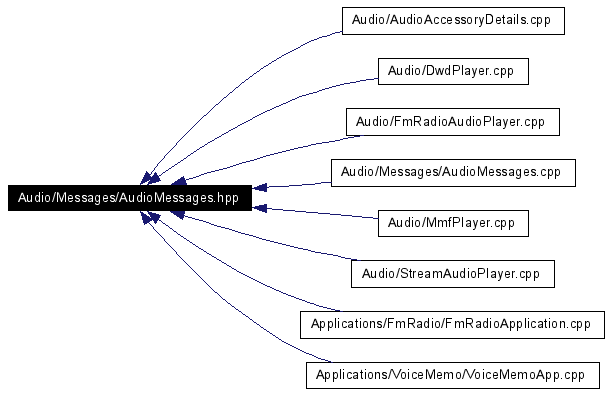 Audio/AudioAccessoryDetails.cpp
Audio/DwdPlayer.cpp
Audio/FmRadioAudioPlayer.cpp
Audio/Messages/AudioMessages.cpp
Audio/Messages/AudioMessages.hpp
Audio/MmfPlayer.cpp
Audio/StreamAudioPlayer.cpp
Applications/FmRadio/FmRadioApplication.cpp
Applications/VoiceMemo/VoiceMemoApp.cpp